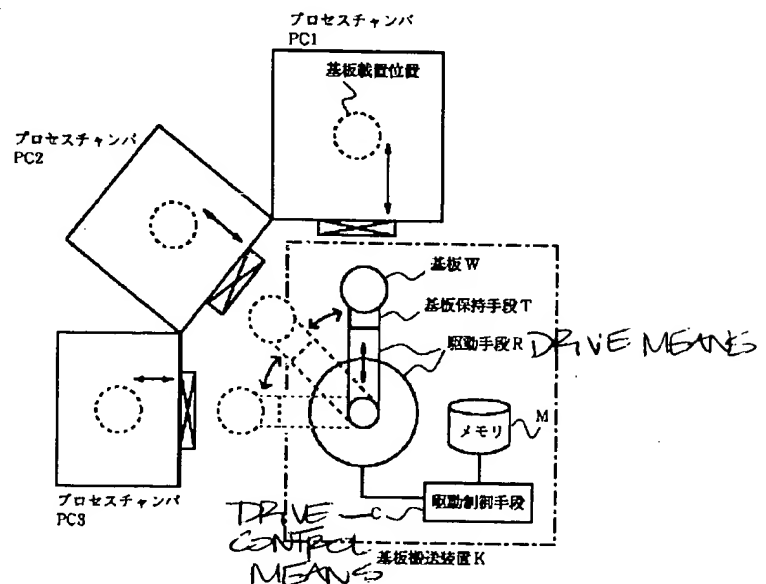 プロセスチャンバ
PC1
基板載置位置
プロセスチャンバ
PC2
基板W
基板保持手段T
駆動手段R DRIVE MEANS
メモリ M
駆動制御手段
C
プロセスチャンバ
PC3
DRIVE
CONTROL
MEANS
基板搬送装置K